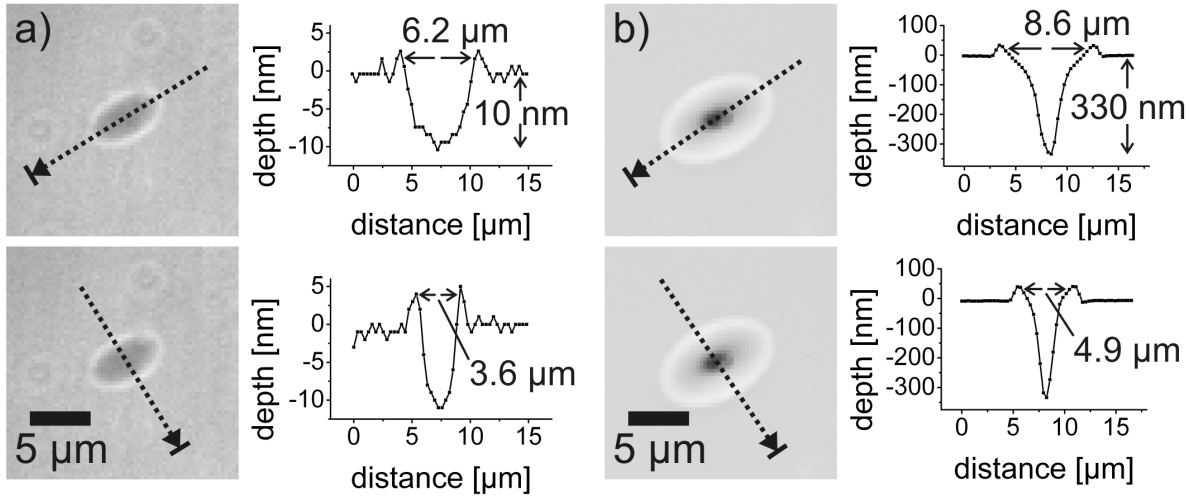 a)
6.2 µm
5
0
-5
-10
10 nm
depth [nm]
0 5 10 15
distance [µm]
b)
8.6 µm
100
0
-100
-200
-300
330 nm
depth [nm]
0 5 10 15
distance [µm]
5 µm
5
0
-5
-10
3.6 µm
depth [nm]
0 5 10 15
distance [µm]
5 µm
100
0
-100
-200
-300
4.9 µm
depth [nm]
0 5 10 15
distance [µm]